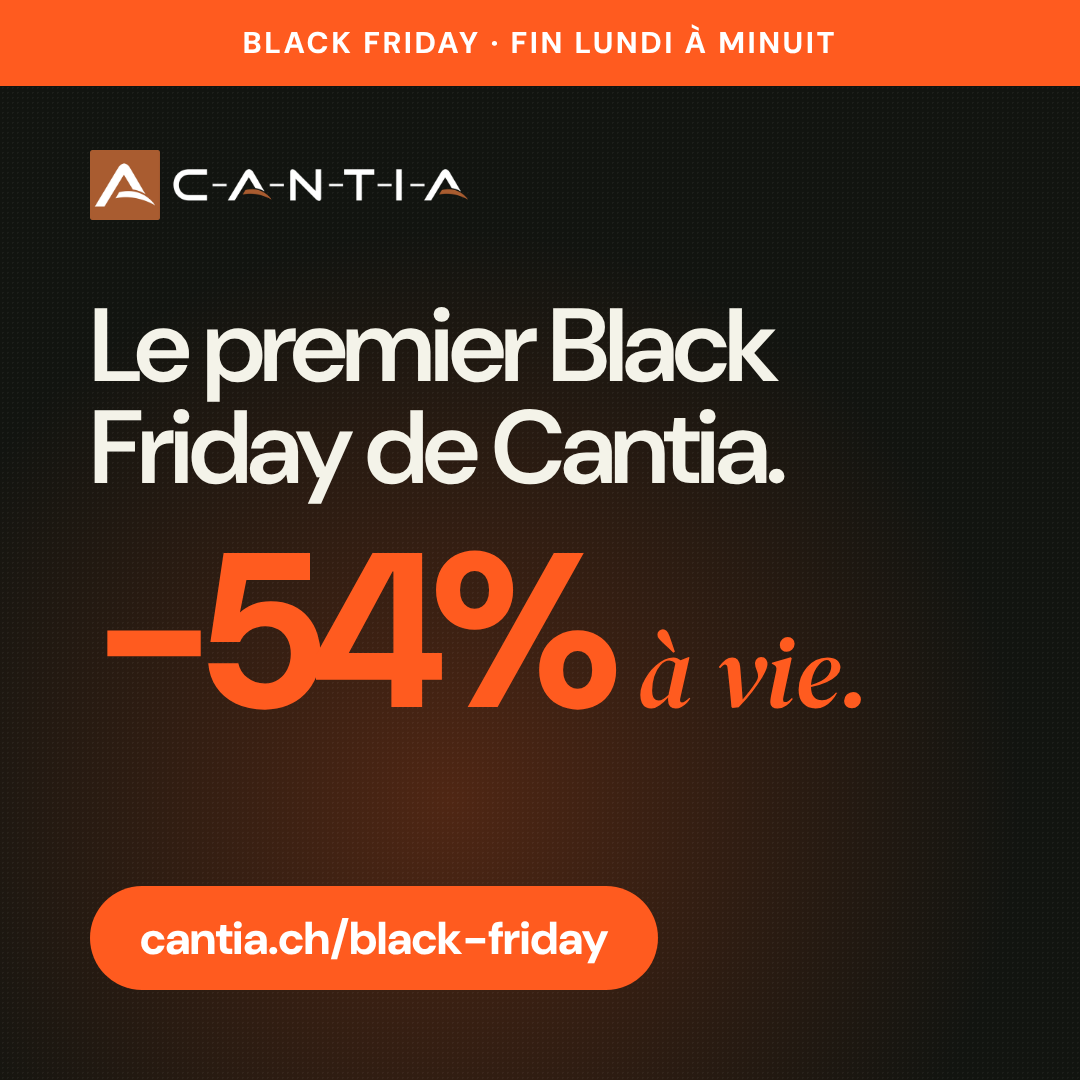 BLACK FRIDAY · FIN LUNDI À MINUIT
C-A-N-T-I-A
Le premier Black
Friday de Cantia.
-54% à vie.
cantia.ch/black-friday